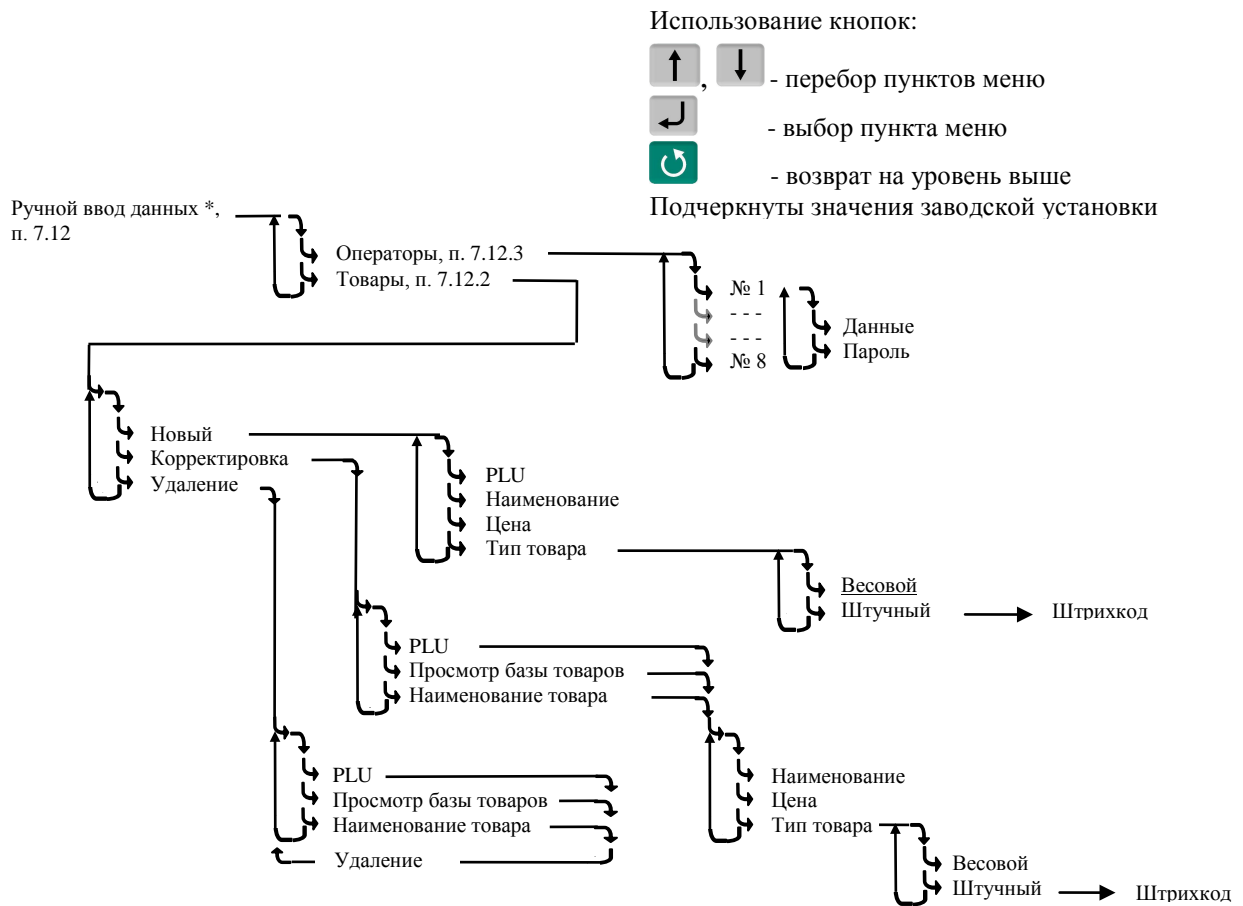 Использование кнопок:
, - перебор пунктов меню
- выбор пункта меню
- возврат на уровень выше
Подчеркнуты значения заводской установки
Ручной ввод данных *,
п. 7.12
Операторы, п. 7.12.3
Товары, п. 7.12.2
№ 1
- - -
- - -
№ 8
Данные
Пароль
Новый
Корректировка
Удаление
PLU
Наименование
Цена
Тип товара
Весовой
Штучный
Штрихкод
PLU
Просмотр базы товаров
Наименование товара
PLU
Просмотр базы товаров
Наименование товара
Удаление
Наименование
Цена
Тип товара
Весовой
Штучный
Штрихкод